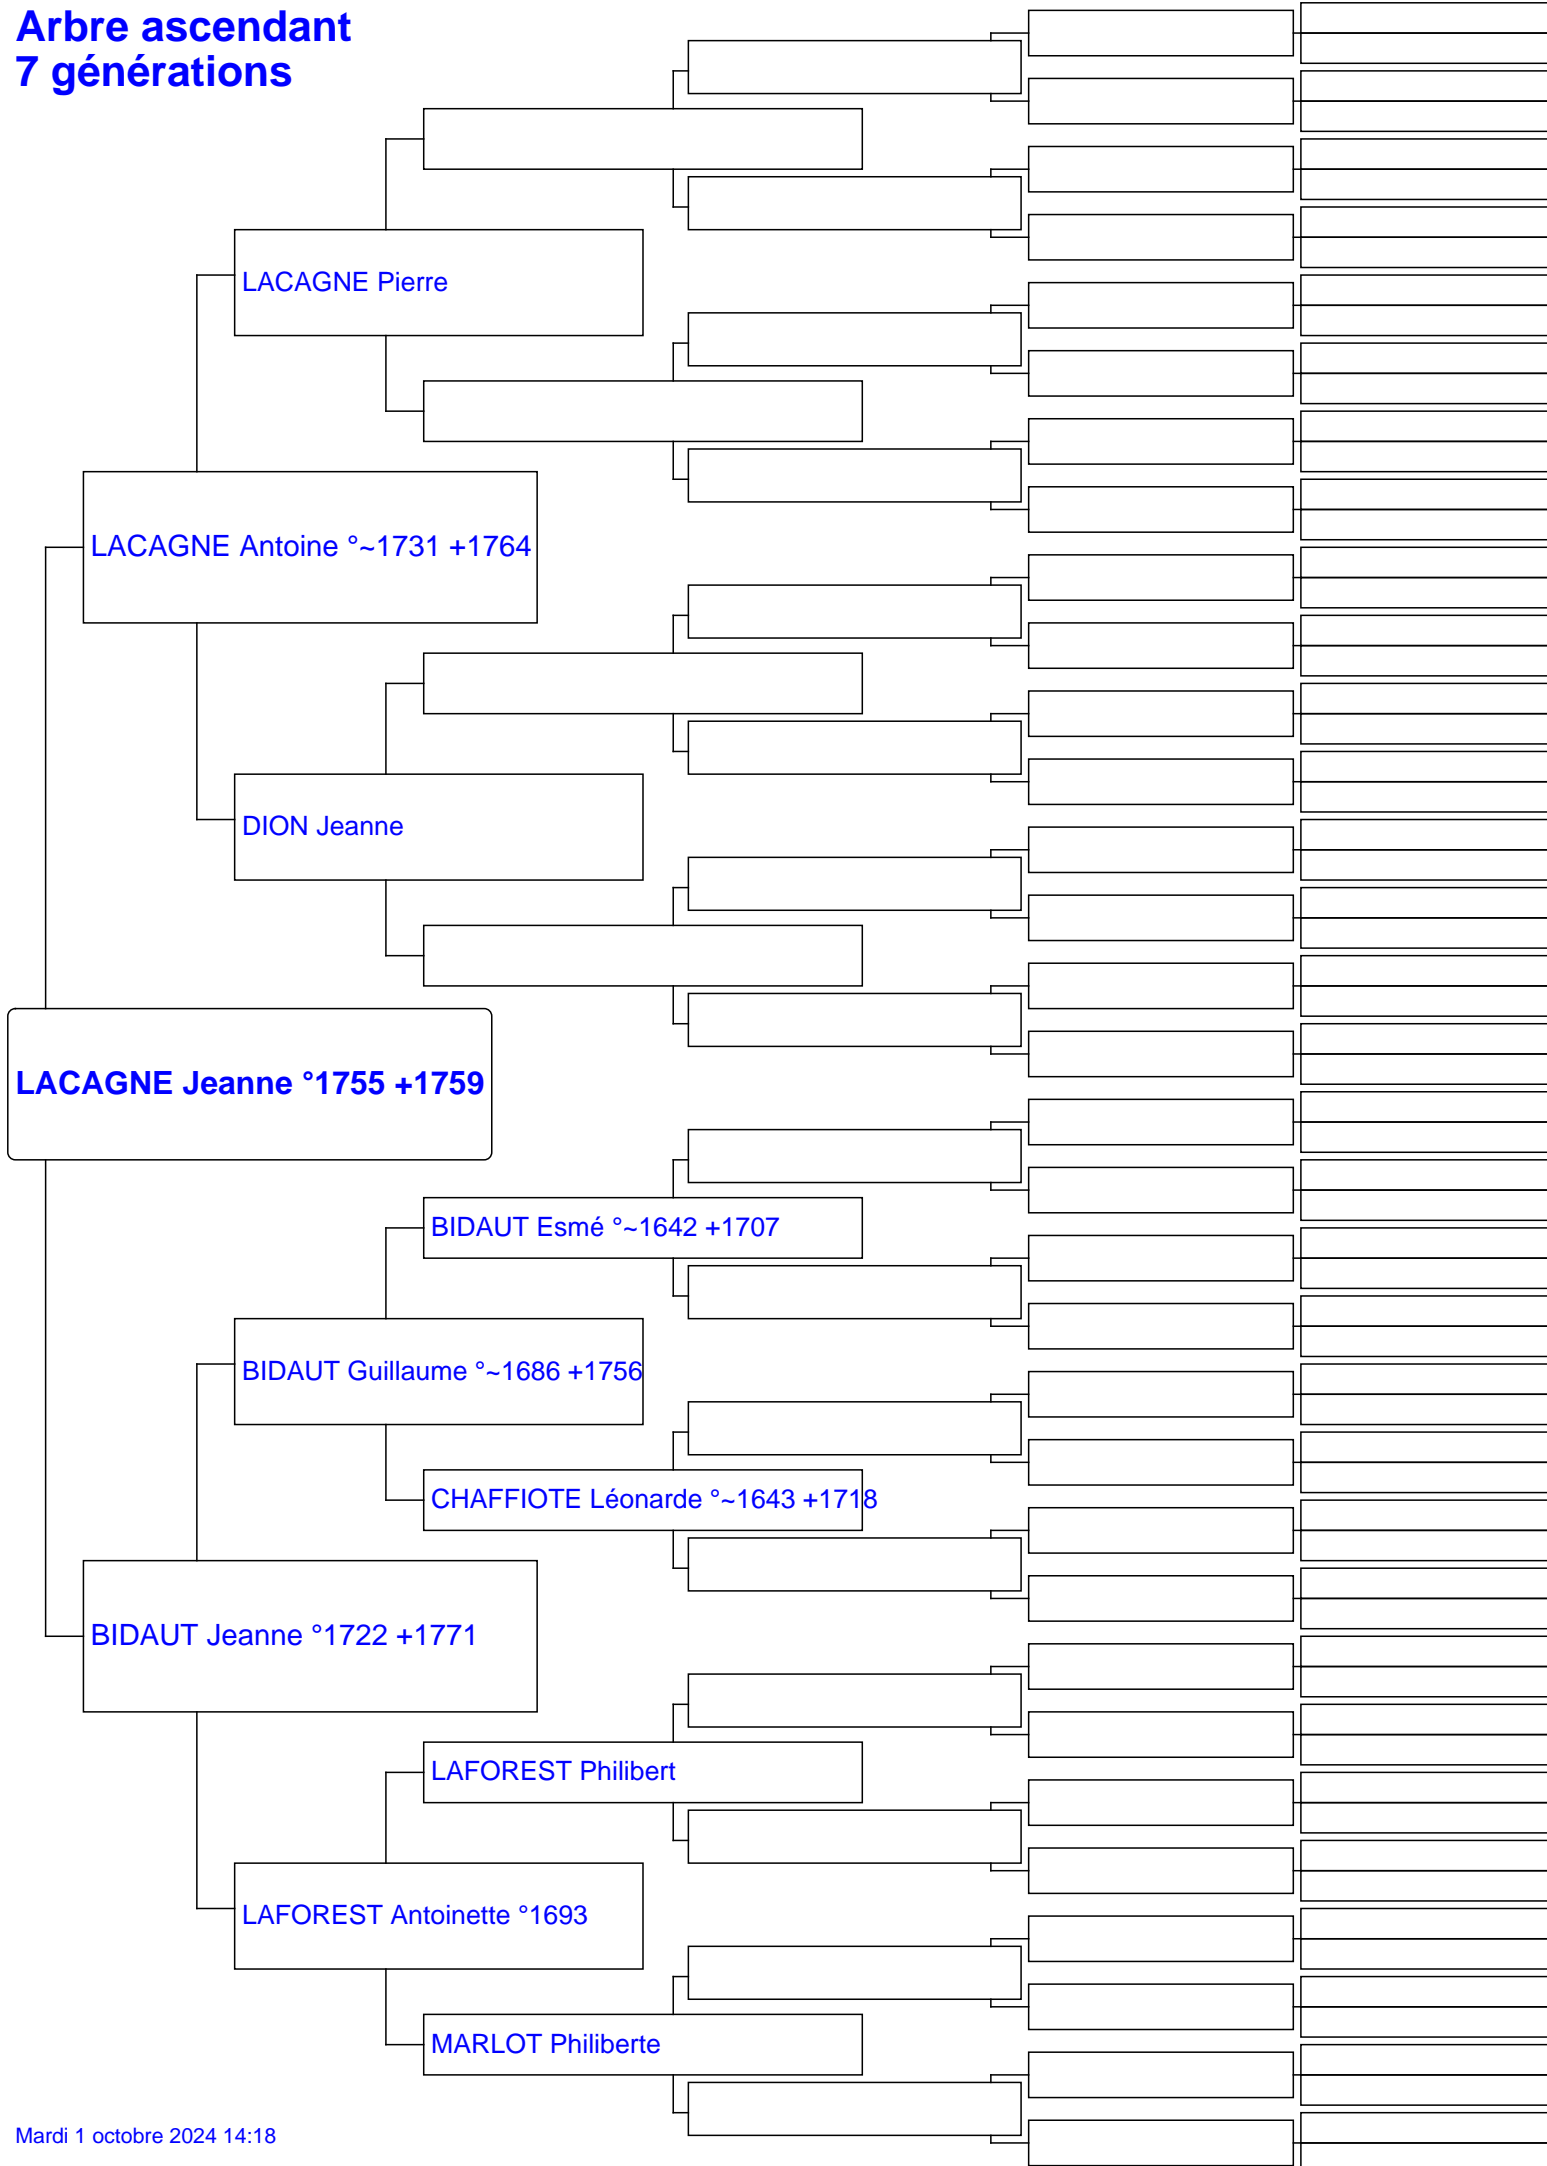 Arbre ascendant
7 générations
LACAGNE Pierre
LACAGNE Antoine °~1731 +1764
DION Jeanne
LACAGNE Jeanne °1755 +1759
BIDAUT Esmé °~1642 +1707
BIDAUT Guillaume °~1686 +1756
CHAFFIOTE Léonarde °~1643 +1718
BIDAUT Jeanne °1722 +1771
LAFOREST Philibert
LAFOREST Antoinette °1693
MARLOT Philiberte
Mardi 1 octobre 2024 14:18